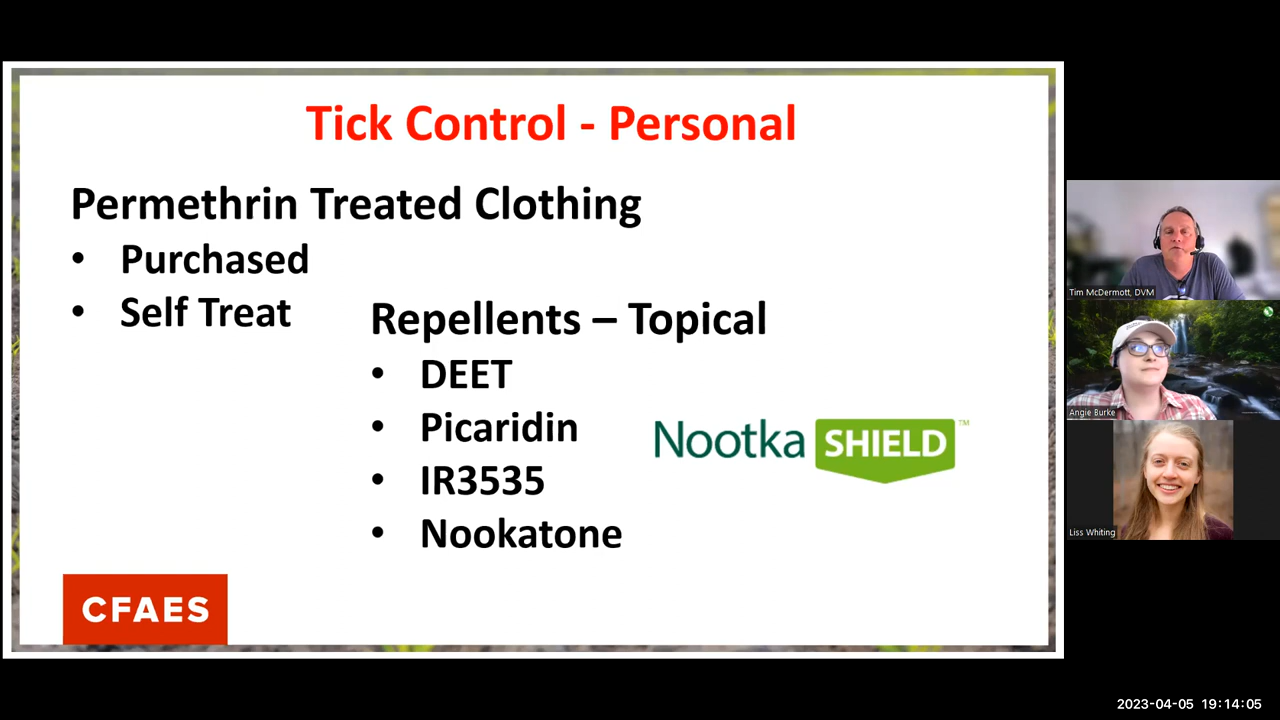 Tick Control - Personal
Permethrin Treated Clothing
• Purchased
• Self Treat
Repellents – Topical
• DEET
• Picaridin
• IR3535
• Nookatone
Nootka SHIELD™
CFAES
Tim McDermott, DVM
Angie Burke
Liss Whiting
2023-04-05 19:14:05